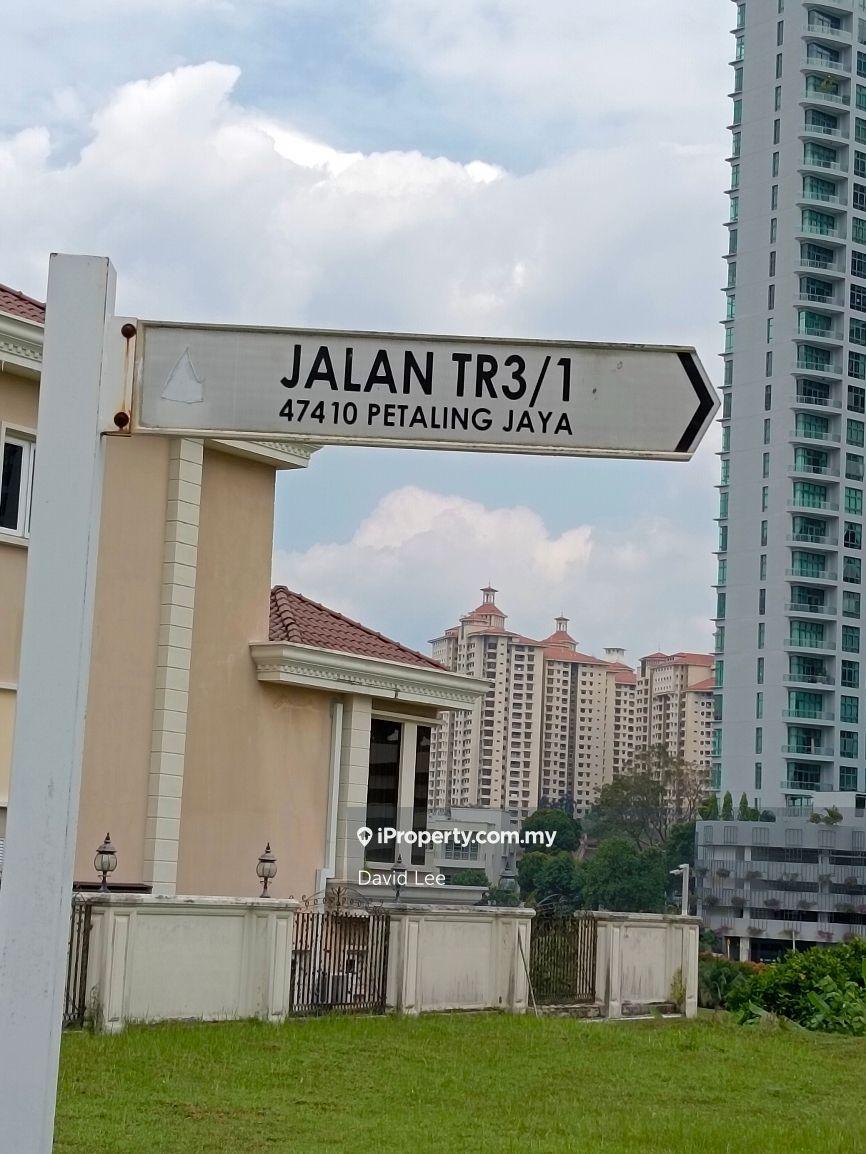 JALAN TR3/1
47410 PETALING JAYA
iProperty.com.my
David Lee